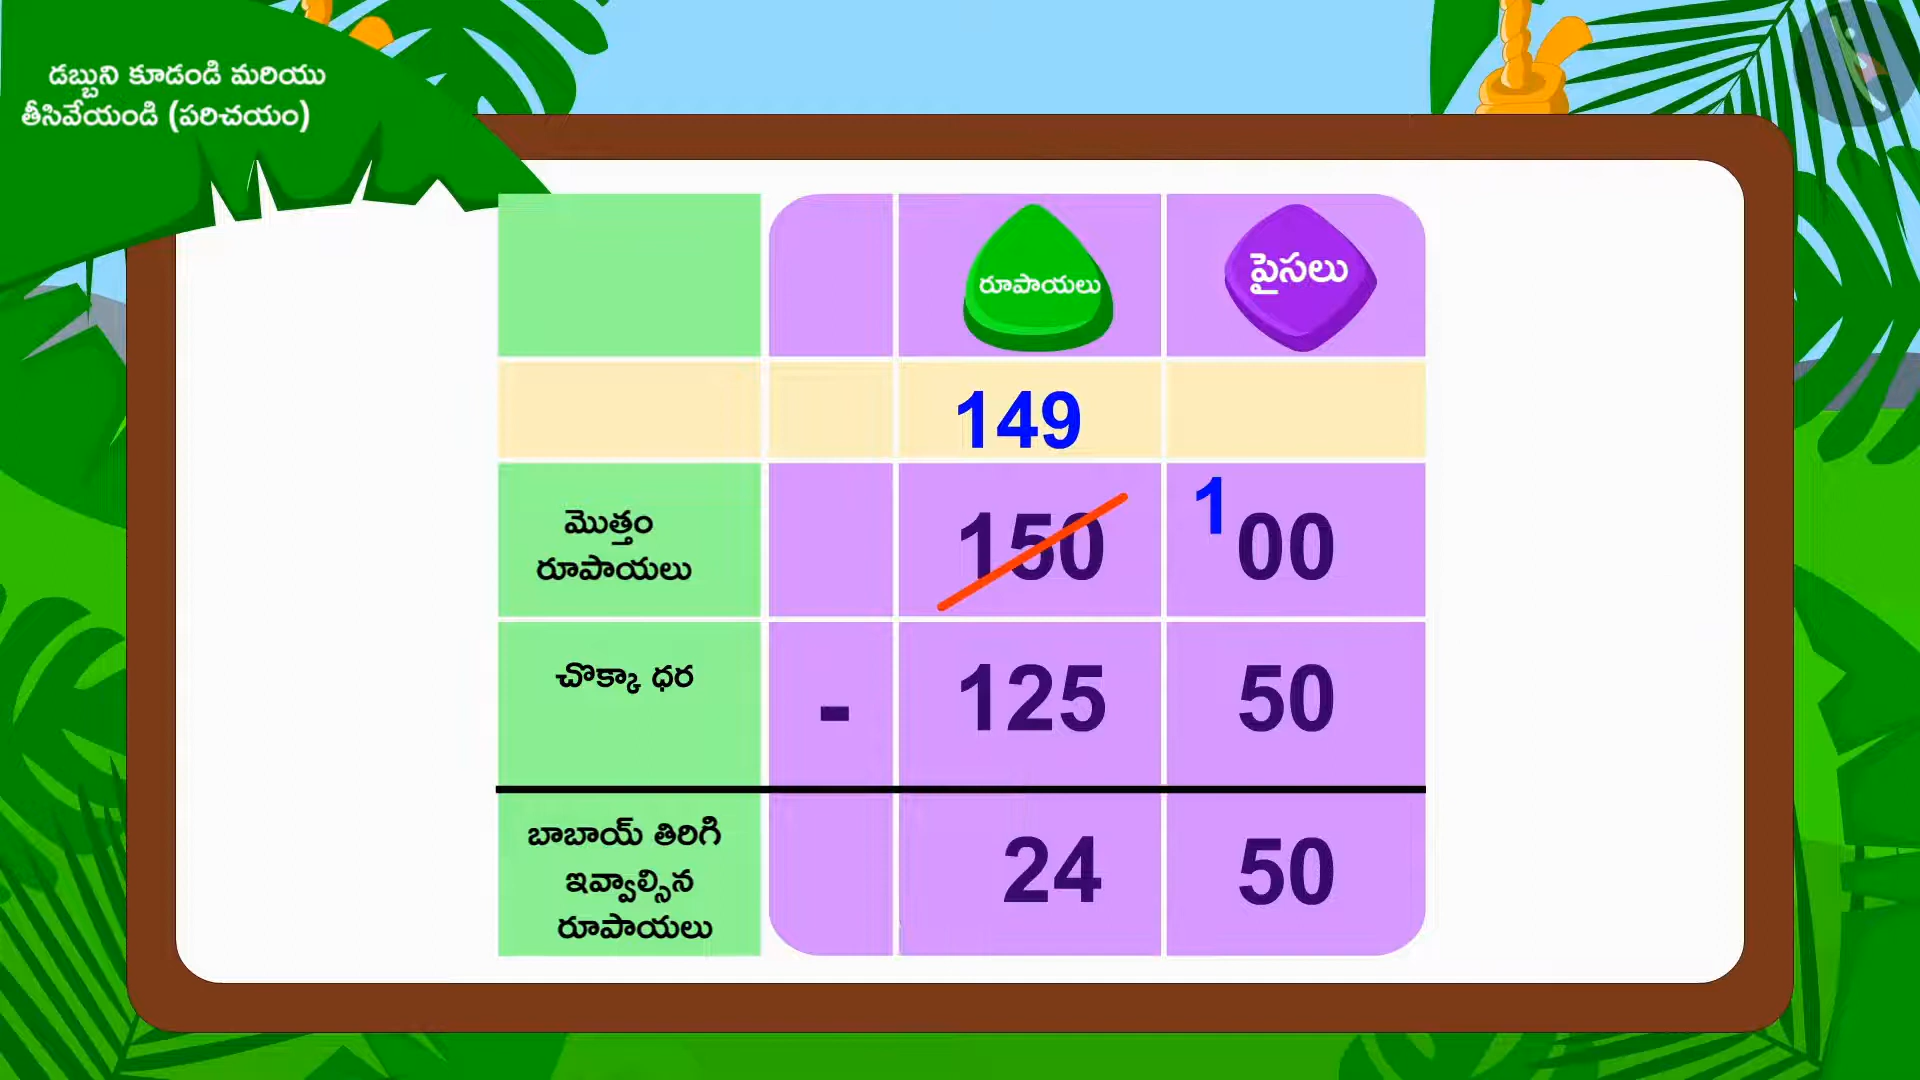 డబ్బుని కూడండి మరియు
తీసివేయండి (పరిచయం)
రూపాయలు పైసలు
149
మొత్తం
రూపాయలు
150 1 00
చొక్కా ధర
- 125 50
బాబాయ్ తిరిగి
ఇవ్వాల్సిన
రూపాయలు
24 50